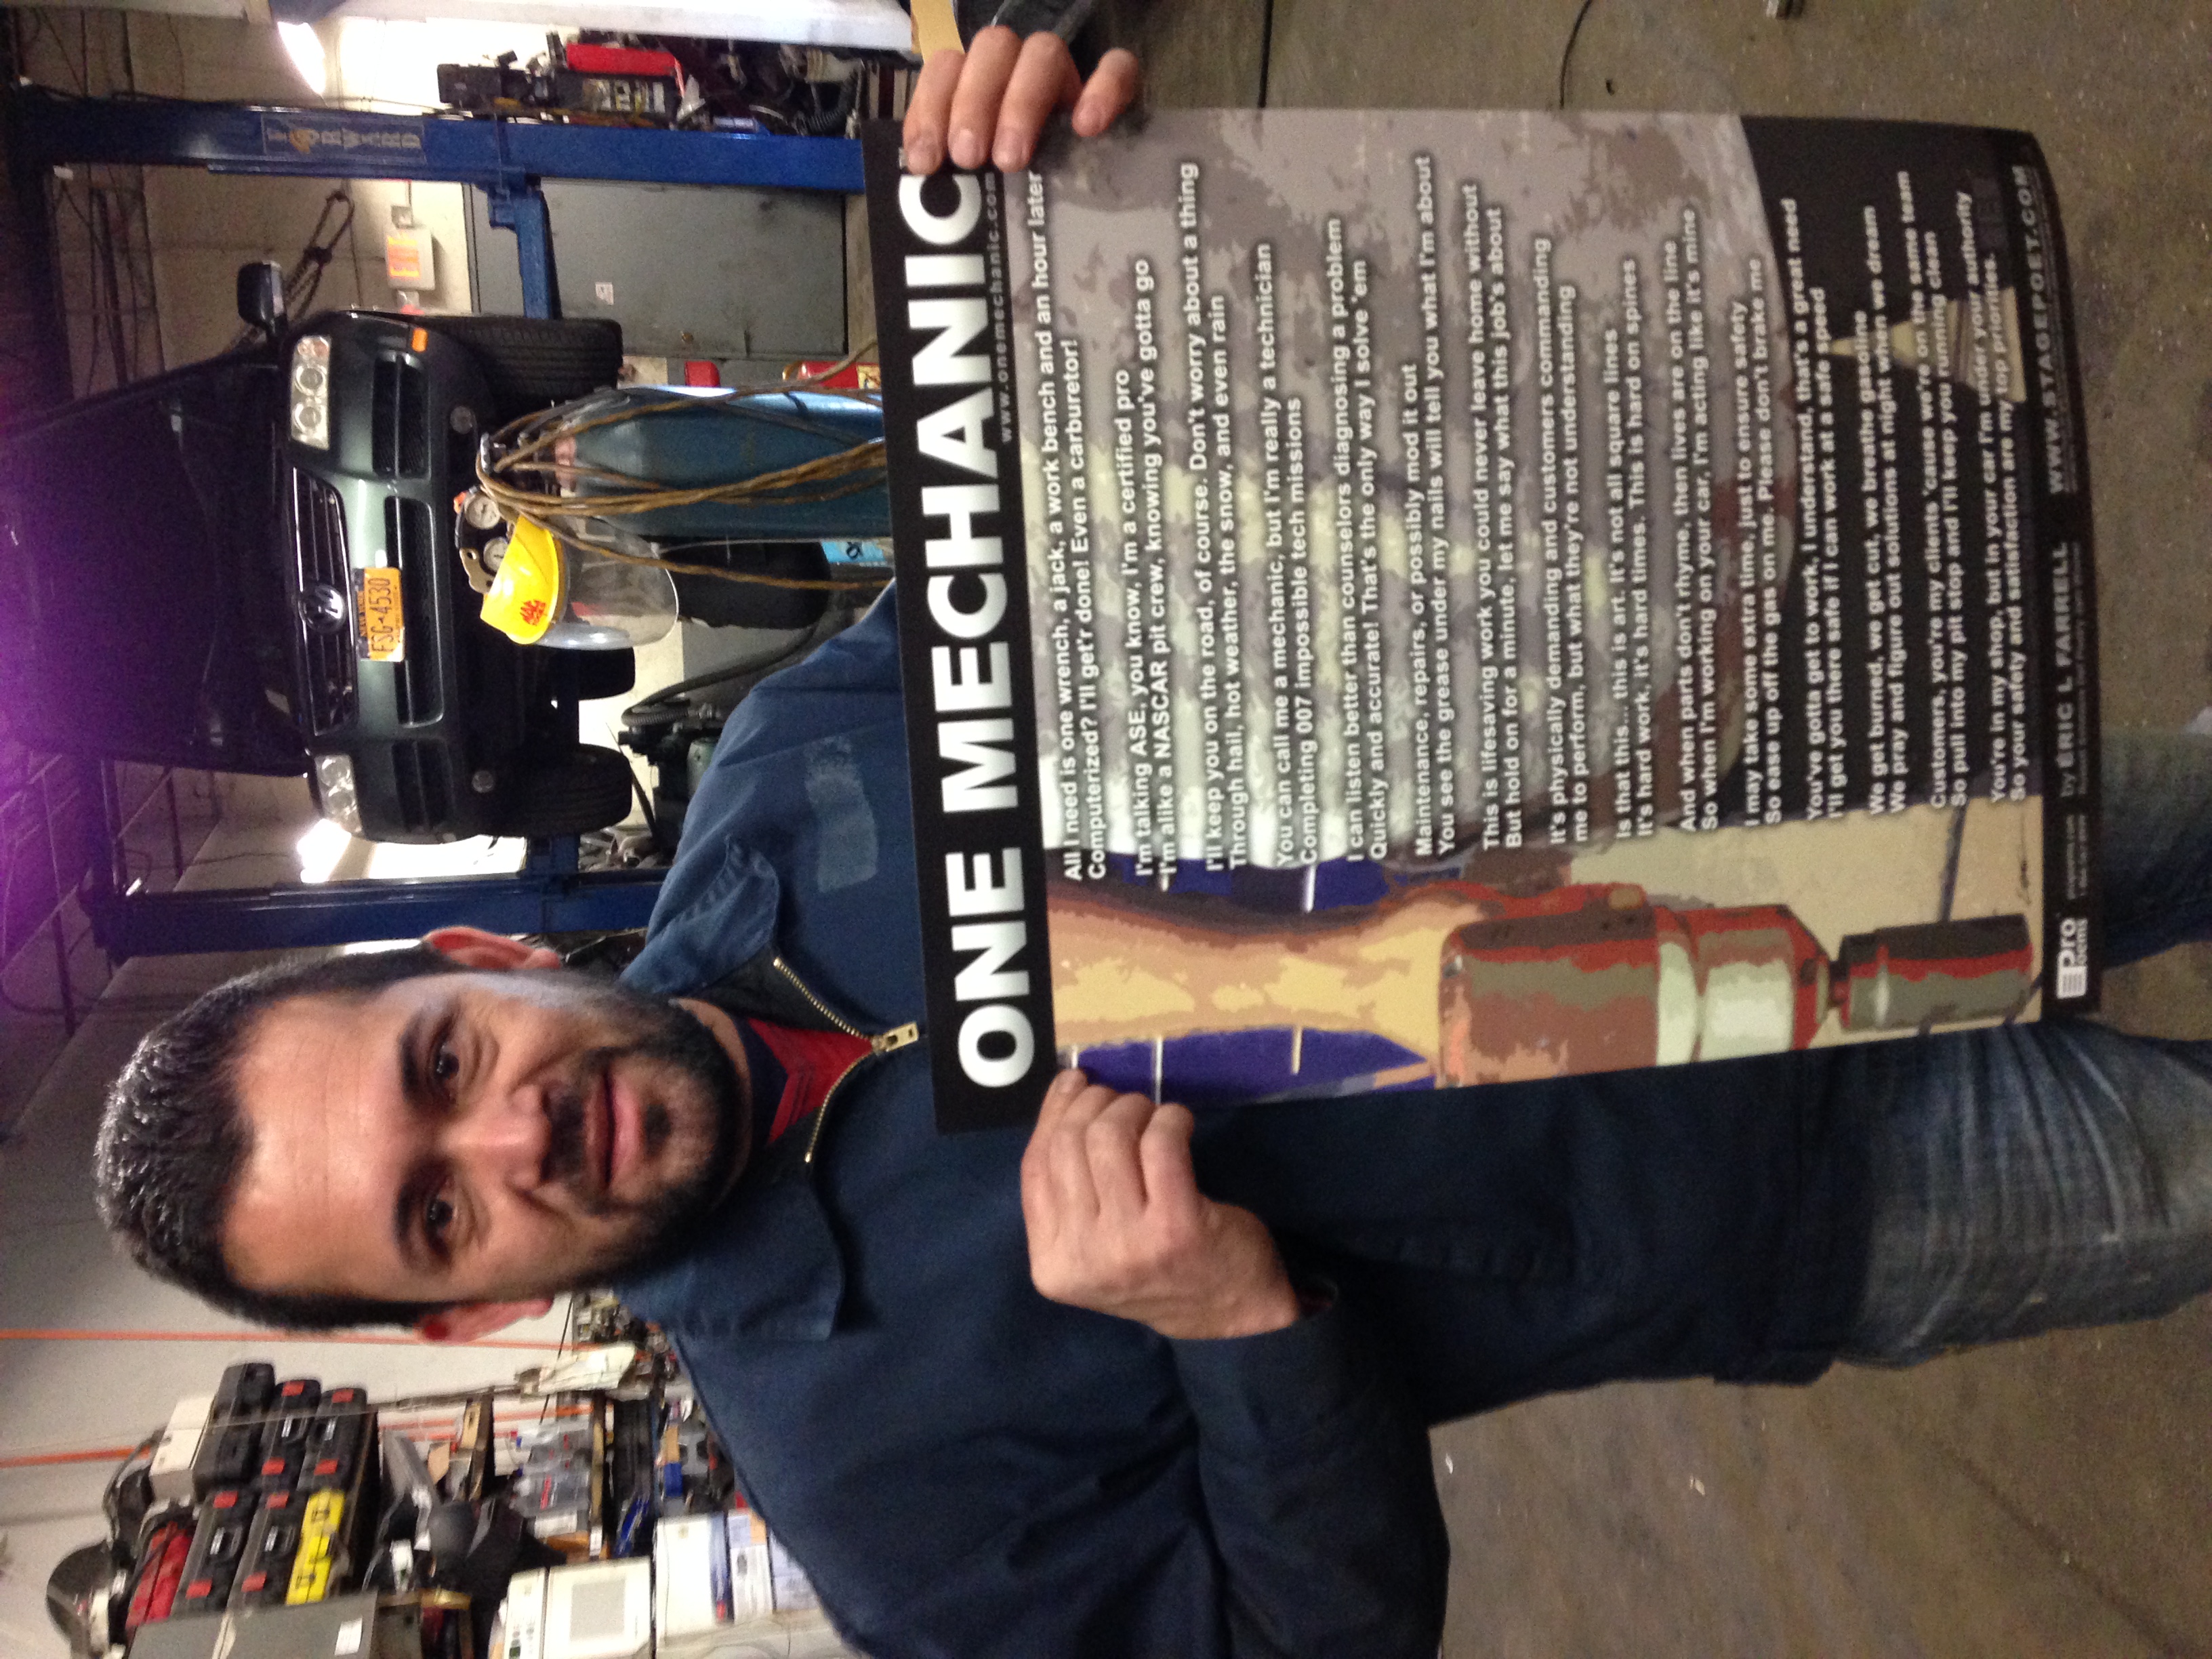 ONE MECHANIC
www.onemechanic.com
All I need is one wrench, a jack, a work bench and an hour later
Computerized? I'll get'r done! Even a carburetor!
I'm talking ASE, you know, I'm a certified pro
"I'm alike a NASCAR pit crew, knowing you've gotta go
I'll keep you on the road, of course. Don't worry about a thing
Through hail, hot weather, the snow, and even rain
You can call me a mechanic, but I'm really a technician
Completing 007 impossible tech missions
I can listen better than counselors diagnosing a problem
Quickly and accurate! That's the only way I solve 'em
Maintenance, repairs, or possibly mod it out
You see the grease under my nails will tell you what I'm about
This is lifesaving work you could never leave home without
But hold on for a minute, let me say what this job's about
It's physically demanding and customers commanding
me to perform, but what they're not understanding
Is that this... this is art. It's not all square lines
It's hard work, it's hard times. This is hard on spines
And when parts don't rhyme, then lives are on the line
So when I'm working on your car, I'm acting like it's mine
I may take some extra time, just to ensure safety
So ease up off the gas on me. Please don't brake me
You've gotta get to work, I understand, that's a great need
I'll get you there safe if I can work at a safe speed
We get burned, we get cut, we breathe gasoline
We pray and figure out solutions at night when we dream
Customers, you're my clients 'cause we're on the same team
So pull into my pit stop and I'll keep you running clean
You're in my shop, but in your car I'm under your authority
So your safety and satisfaction are my top priorities.
Pro
poems
by ERIC L FARRELL
WWW.STAGEPOET.COM
FORWARD
EXIT
NEW YORK
FSG-4530
MAC
TOOLS